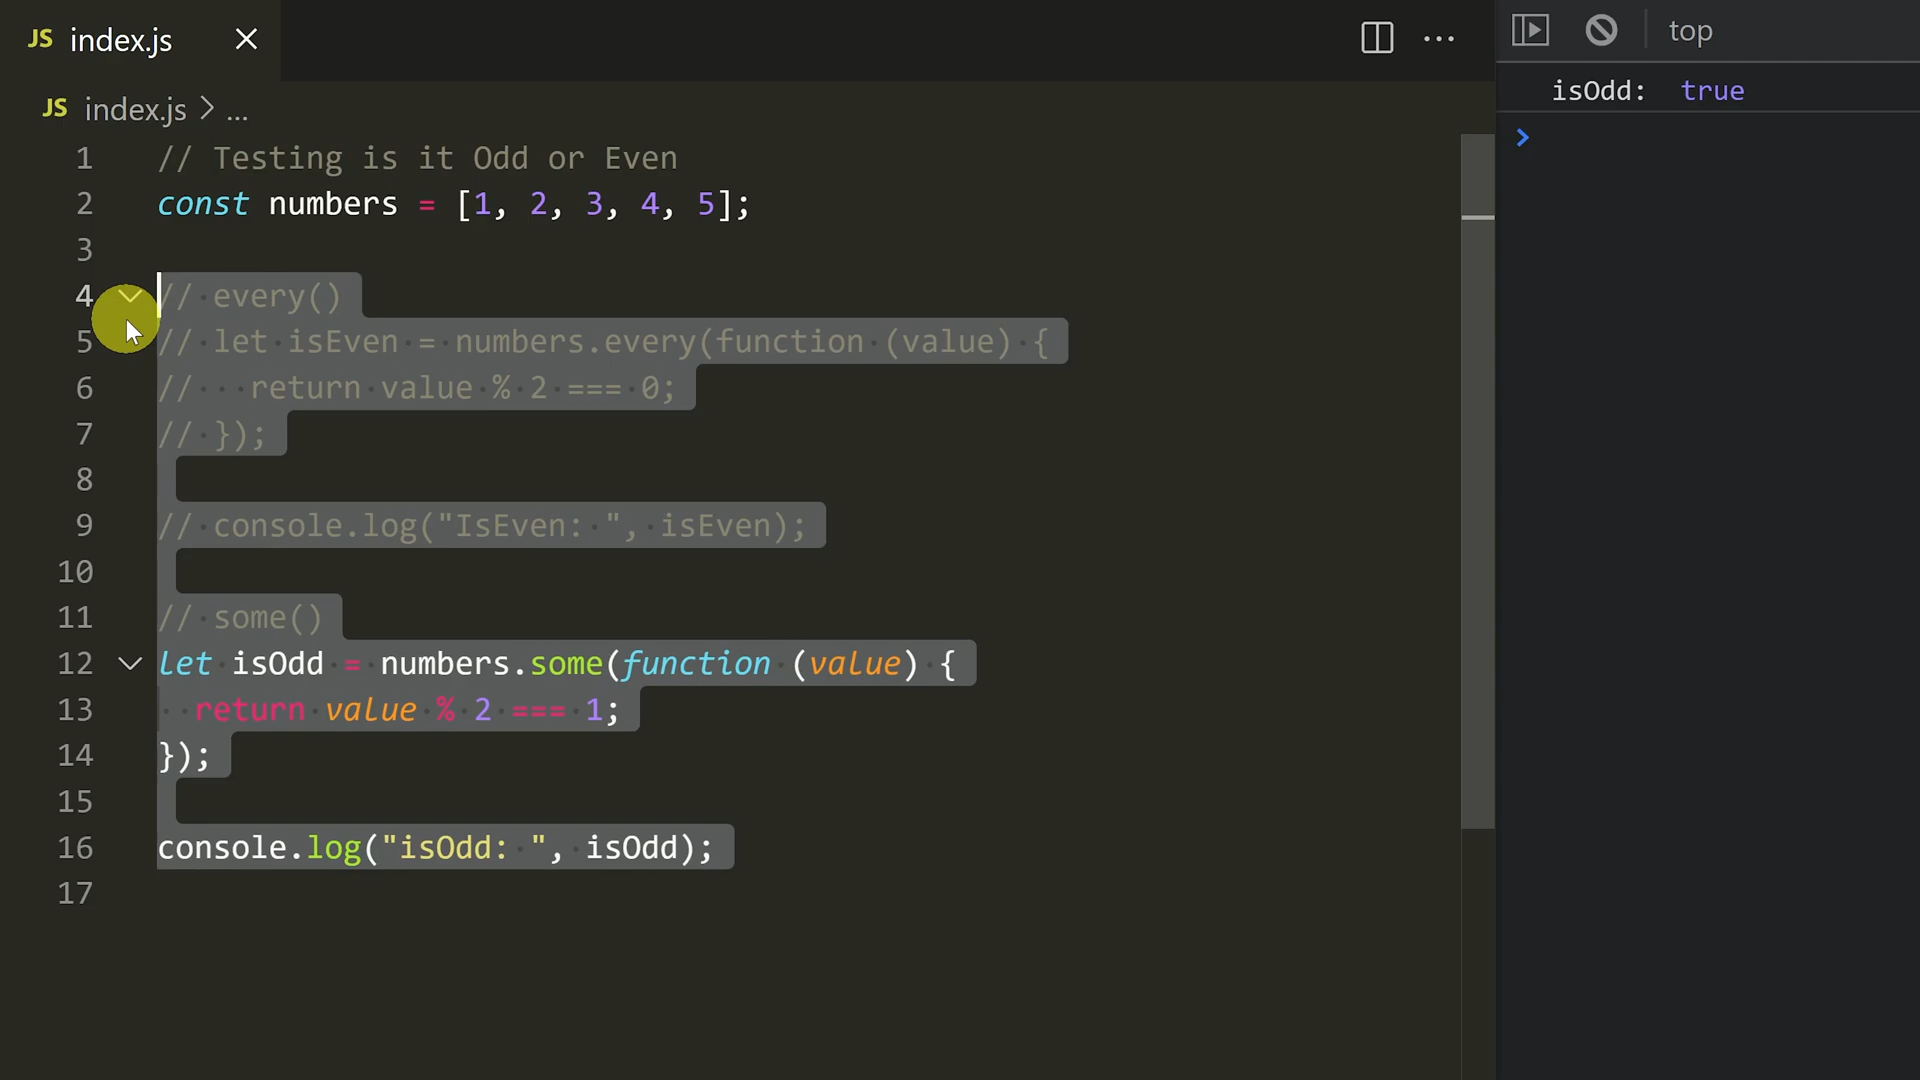 JS index.js
top
isOdd: true
JS index.js > ...
1 // Testing is it Odd or Even
2 const numbers = [1, 2, 3, 4, 5];
3
4 // every()
5 // let isEven = numbers.every(function (value) {
6 //   return value % 2 === 0;
7 // });
8
9 // console.log("IsEven: ", isEven);
10
11 // some()
12 let isOdd = numbers.some(function (value) {
13   return value % 2 === 1;
14 });
15
16 console.log("isOdd: ", isOdd);
17